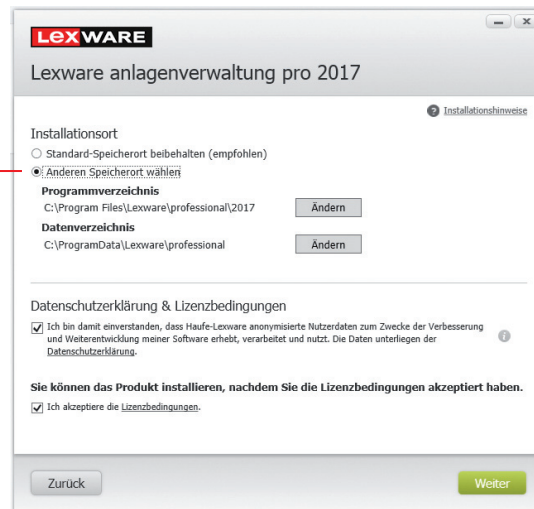 LEXWARE
Lexware anlagenverwaltung pro 2017
Installationshinweise
Installationsort
Standard-Speicherort beibehalten (empfohlen)
Anderen Speicherort wählen
Programmverzeichnis
C:\Program Files\Lexware\professional\2017 Ändern
Datenverzeichnis
C:\ProgramData\Lexware\professional Ändern
Datenschutzerklärung & Lizenzbedingungen
Ich bin damit einverstanden, dass Haufe-Lexware anonymisierte Nutzerdaten zum Zwecke der Verbesserung
und Weiterentwicklung meiner Software erhebt, verarbeitet und nutzt. Die Daten unterliegen der
Datenschutzerklärung.
Sie können das Produkt installieren, nachdem Sie die Lizenzbedingungen akzeptiert haben.
Ich akzeptiere die Lizenzbedingungen.
Zurück Weiter